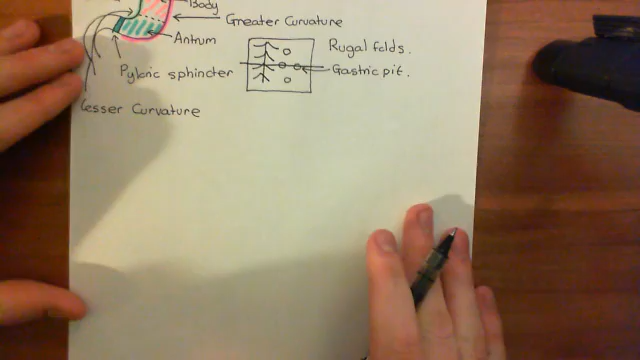 Body
Greater Curvature
Antrum
Rugal folds.
Pyloric sphincter
Gastric pit.
Lesser Curvature